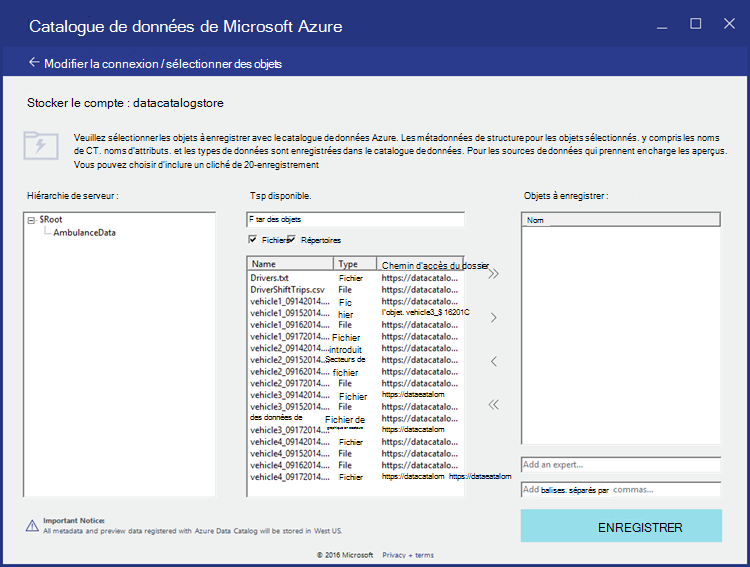 Catalogue de données de Microsoft Azure
Modifier la connexion / sélectionner des objets
Stocker le compte : datacatalogstore
Veuillez sélectionner les objets à enregistrer avec le catalogue de données Azure. Les métadonnées de structure pour les objets sélectionnés. y compris les noms
de CT. noms d'attributs. et les types de données sont enregistrées dans le catalogue de données. Pour les sources de données qui prennent en charge les aperçus.
Vous pouvez choisir d'inclure un cliché de 20-enregistrement
Hiérarchie de serveur : Tsp disponible. Objets à enregistrer :
$Root
AmbulanceData
F tar des objets
Fichiers Répertoires
Nom
Name Type Chemin d'accès du dossier
Drivers.txt Fichier https://datacatalo...
DriverShiftTrips.csv File https://datacatalo...
vehicle1_09142014.... Fic https://datacatalo...
vehicle1_09152014.... hier l'objet. vehicle3_$ 16201C
vehicle1_09162014.... File https://datacatalo...
vehicle1_09172014.... Fichier https://datacatalo...
vehicle2_09142014.... introduit https://datacatalo...
vehicle2_09152014.... Secteurs de https://datacatalo...
vehicle2_09162014.... fichier https://datacatalo...
vehicle2_09172014.... File https://datacatalo...
vehicle3_09142014.... Fichier https://dataeatalom
vehicle3_09152014.... File https://datacatalo...
des données de Fichier de https://datacatalo...
vehicle3_09172014.... https://datacatalom
vehicle4_09142014.... Fichier https://datacatalo...
vehicle4_09152014.... File https://datacatalo...
vehicle4_09162014.... File https://datacatalo...
vehicle4_09172014.... Fichier https://datacatalom https://dataeatalom
Add an expert...
Add balises. séparés par commas...
ENREGISTRER
Important Notice:
All metadata and preview data registered with Azure Data Catalog will be stored in West US.
© 2016 Microsoft Privacy + terms